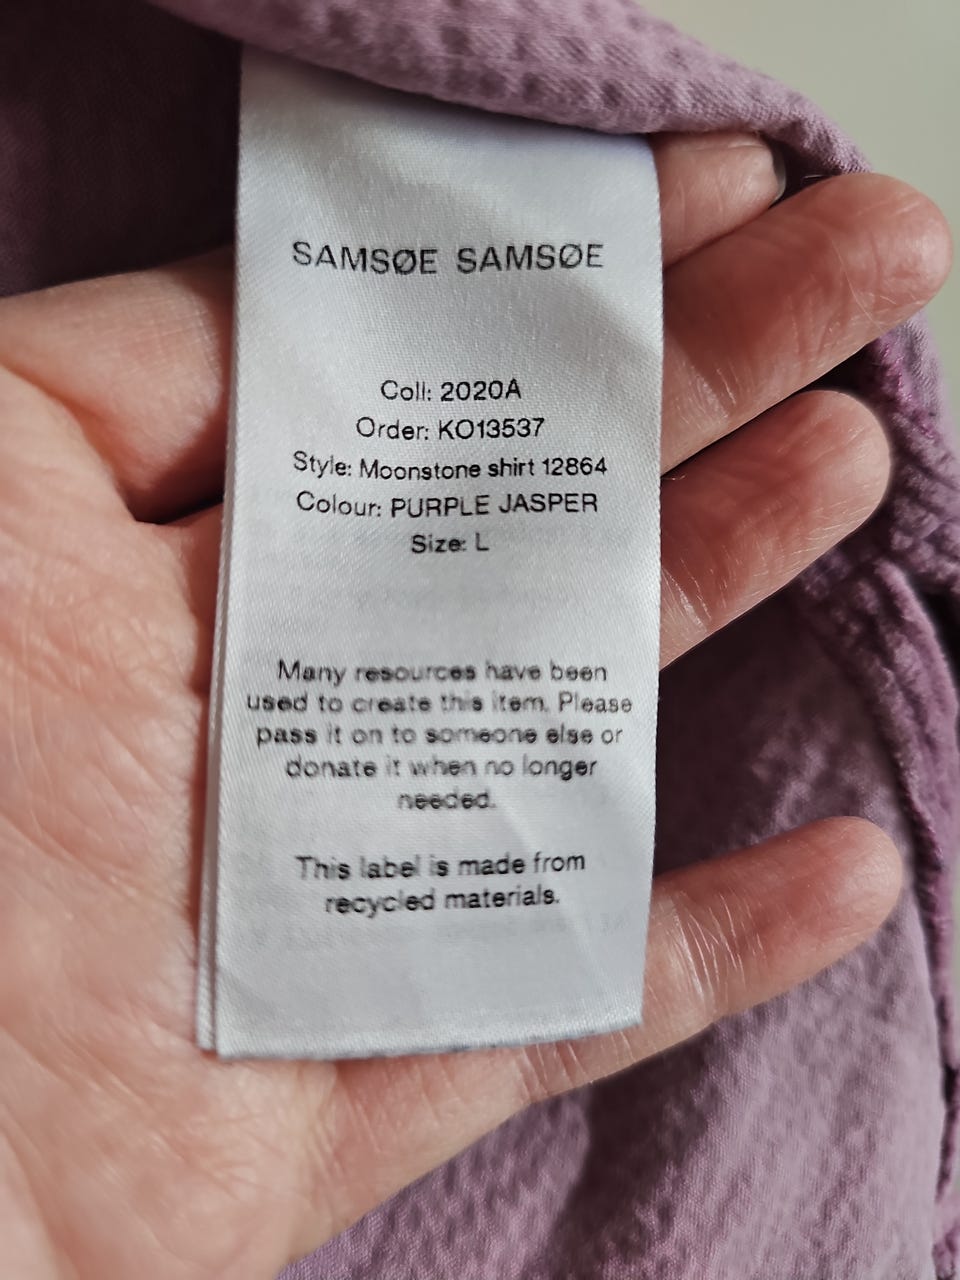 SAMSØE SAMSØE
Coll: 2020A
Order: KO13537
Style: Moonstone shirt 12864
Colour: PURPLE JASPER
Size: L
Many resources have been
used to create this item. Please
pass it on to someone else or
donate it when no longer
needed.
This label is made from
recycled materials.